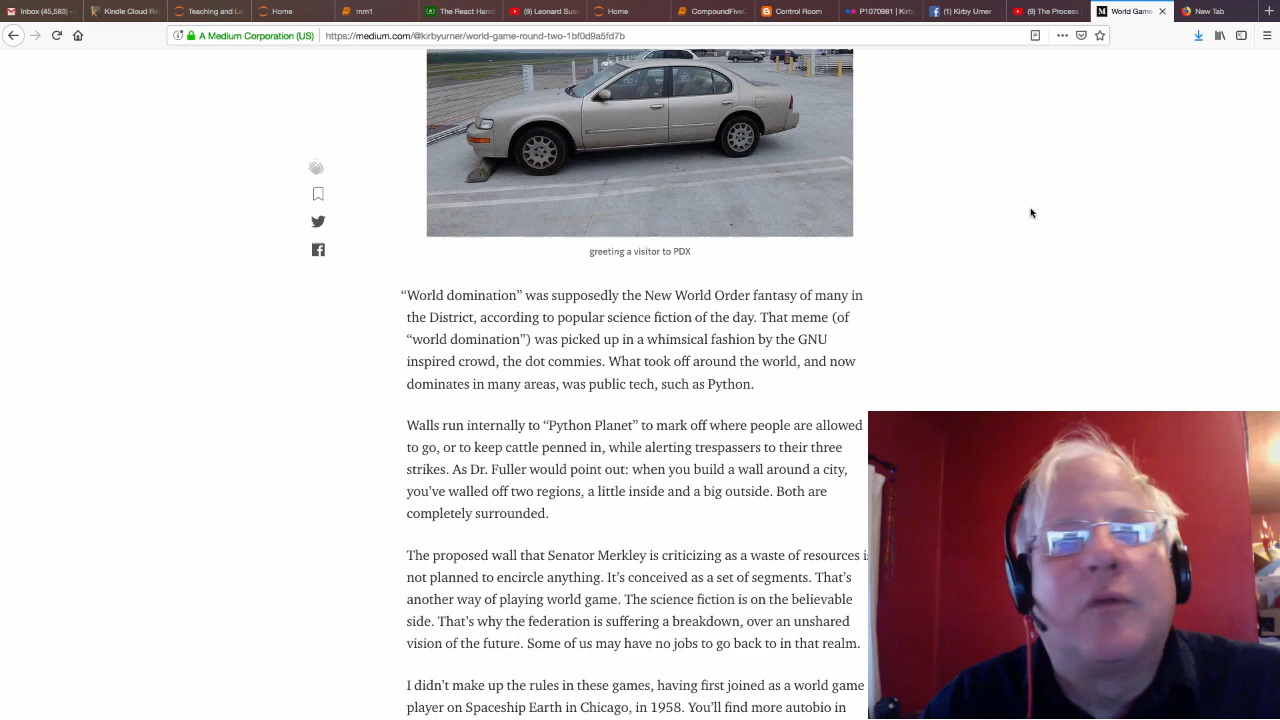 Inbox (45,583)
Kindle Cloud Re
Teaching and Le
Home
mm1
The React Hand
Leonard Sus
Home
CompoundFive
Control Room
P1070981 | Kirb
(1) Kirby Urner
The Process
World Game
New Tab
A Medium Corporation (US)
https://medium.com/@kirbyurner/world-game-round-two-1bf0d9a5fd7b
greeting a visitor to PDX
“World domination” was supposedly the New World Order fantasy of many in
the District, according to popular science fiction of the day. That meme (of
“world domination”) was picked up in a whimsical fashion by the GNU
inspired crowd, the dot commies. What took off around the world, and now
dominates in many areas, was public tech, such as Python.
Walls run internally to “Python Planet” to mark off where people are allowed
to go, or to keep cattle penned in, while alerting trespassers to their three
strikes. As Dr. Fuller would point out: when you build a wall around a city,
you’ve walled off two regions, a little inside and a big outside. Both are
completely surrounded.
The proposed wall that Senator Merkley is criticizing as a waste of resources is
not planned to encircle anything. It’s conceived as a set of segments. That’s
another way of playing world game. The science fiction is on the believable
side. That’s why the federation is suffering a breakdown, over an unshared
vision of the future. Some of us may have no jobs to go back to in that realm.
I didn’t make up the rules in these games, having first joined as a world game
player on Spaceship Earth in Chicago, in 1958. You’ll find more autobio in